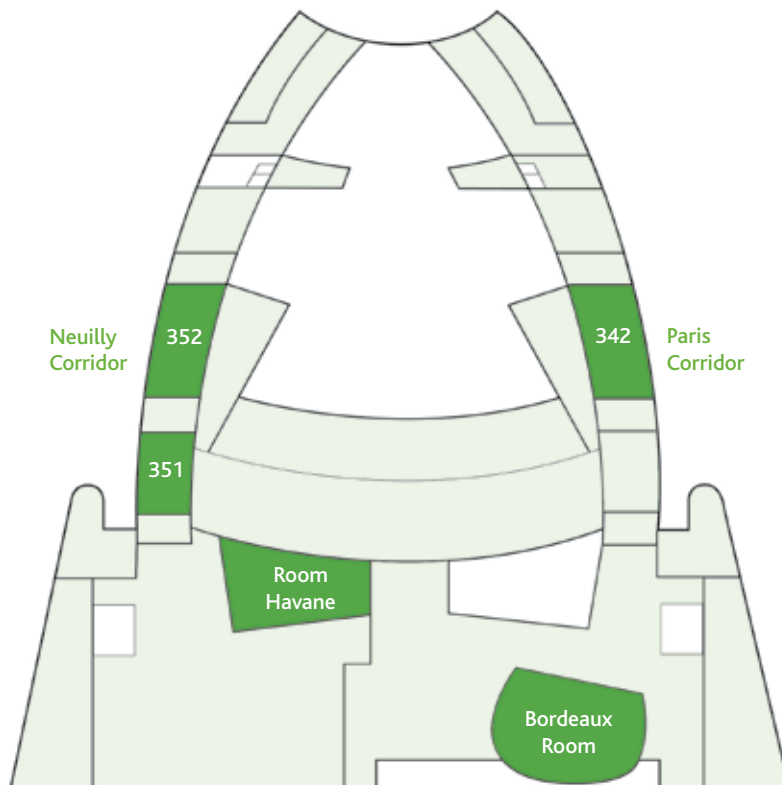 Neuilly
Corridor
352
342
Paris
Corridor
351
Room
Havane
Bordeaux
Room